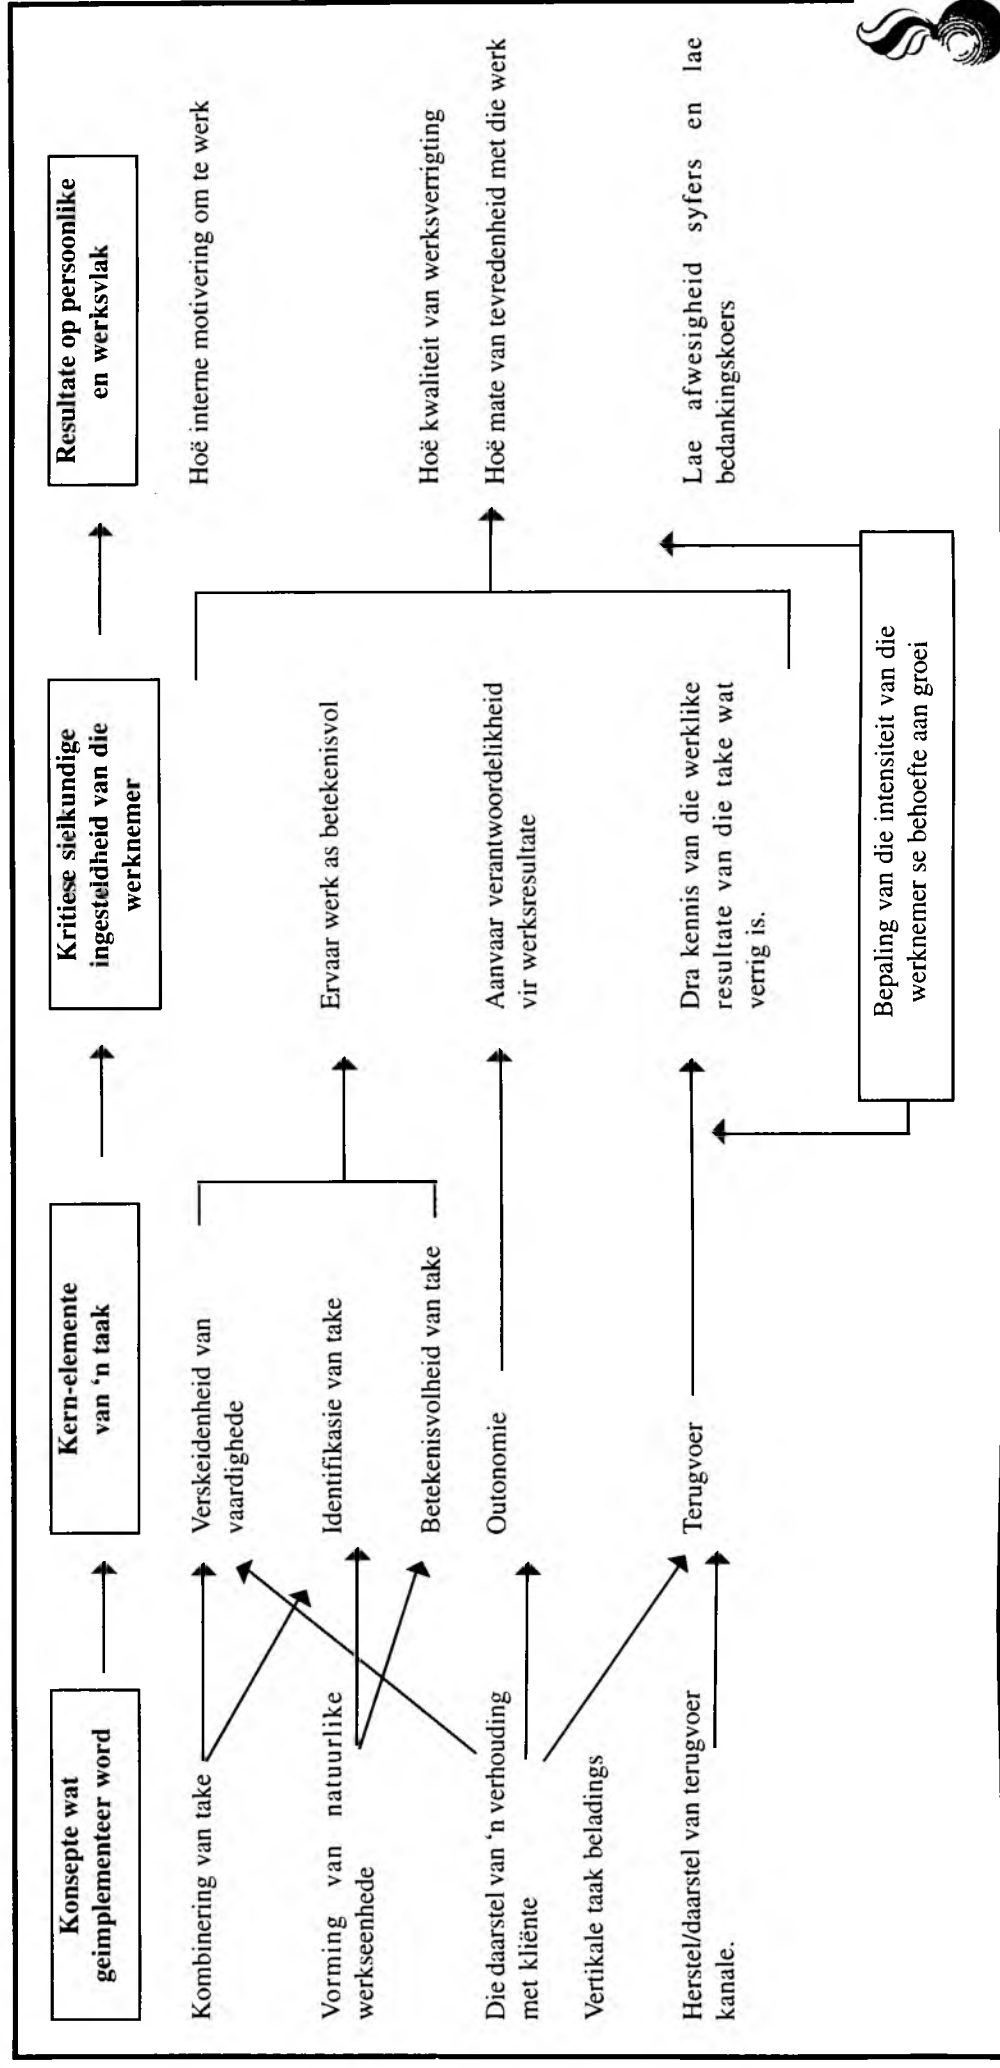 Konsepte wat
geimplementeer word
Kern-elemente
van ‘n taak
Kritiese sielkundige
ingesteldheid van die
werknemer
Resultate op persoonlike
en werksvlak
Kombinering van take
Vorming van natuurlike
werkseenhede
Die daarstel van ‘n verhouding
met kliënte
Vertikale taak beladings
Herstel/daarstel van terugvoer
kanale.
Verskeidenheid van
vaardighede
Identifikasie van take
Betekenisvolheid van take
Outonomie
Terugvoer
Ervaar werk as betekenisvol
Aanvaar verantwoordelikheid
vir werksresultate
Dra kennis van die werklike
resultate van die take wat
verrig is.
Hoë interne motivering om te werk
Hoë kwaliteit van werksverrigting
Hoë mate van tevredenheid met die werk
Lae afwesigheid syfers en lae
bedankingskoers
Bepaling van die intensiteit van die
werknemer se behoefte aan groei